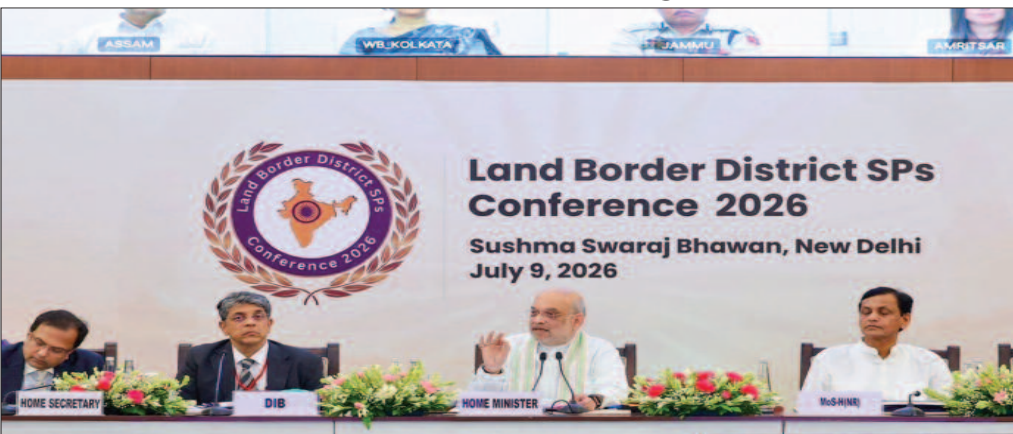 ASSAM
WB_KOLKATA
JAMMU
AMRITSAR
Land Border District SPs
Conference 2026
Land Border District SPs
Conference 2026
Sushma Swaraj Bhawan, New Delhi
July 9, 2026
HOME SECRETARY
DIB
HOME MINISTER
MoS-H(NR)